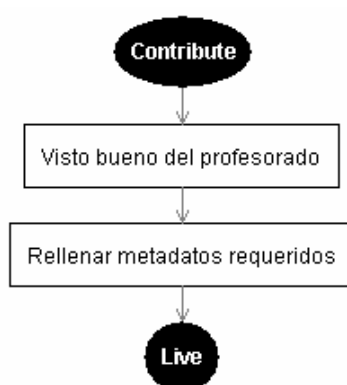 Contribute
Visto bueno del profesorado
Rellenar metadatos requeridos
Live